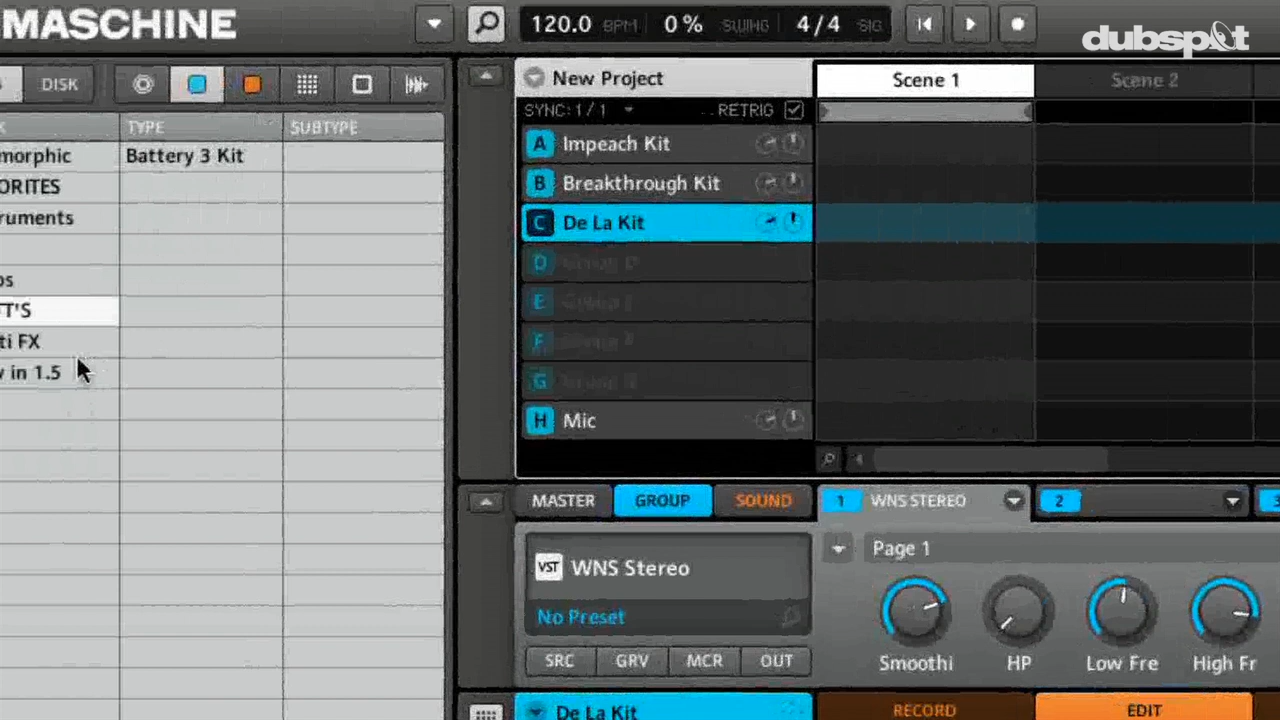 MASCHINE
120.0 BPM 0% SWING 4/4 SIG
dubspot
DISK
TYPE SUBTYPE
morphic Battery 3 Kit
ORITES
ruments
os
T'S
ti FX
v in 1.5
New Project
Scene 1 Scene 2
SYNC: 1 / 1 RETRIG
A Impeach Kit
B Breakthrough Kit
C De La Kit
D Group D
E
F
G
H Mic
MASTER GROUP SOUND
1 WNS STEREO 2 3
VST WNS Stereo
No Preset
Page 1
Smoothi HP Low Fre High Fr
SRC GRV MCR OUT
De La Kit
RECORD EDIT